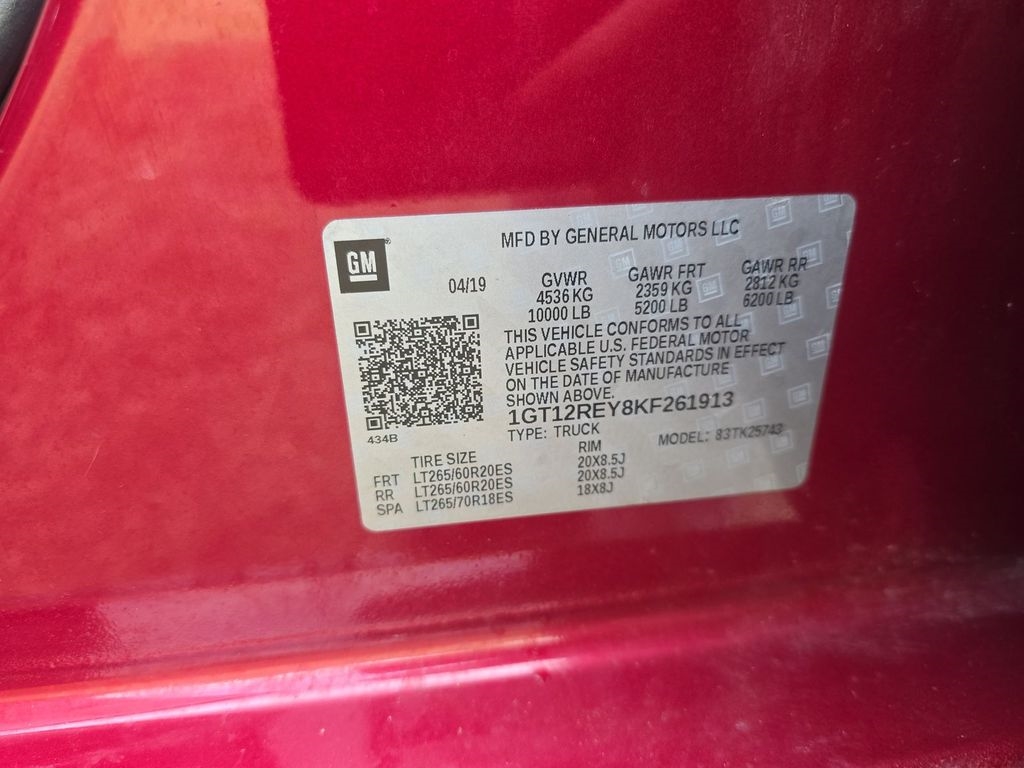 GM
MFD BY GENERAL MOTORS LLC
04/19
GVWR
4536 KG
10000 LB
GAWR FRT
2359 KG
5200 LB
GAWR RR
2812 KG
6200 LB
THIS VEHICLE CONFORMS TO ALL
APPLICABLE U.S. FEDERAL MOTOR
VEHICLE SAFETY STANDARDS IN EFFECT
ON THE DATE OF MANUFACTURE
SHOWN ABOVE.
1GT12REY8KF261913
TYPE: TRUCK
MODEL: 83TK25743
434B
TIRE SIZE RIM
FRT LT265/60R20ES 20X8.5J
RR LT265/60R20ES 20X8.5J
SPA LT265/70R18ES 18X8J